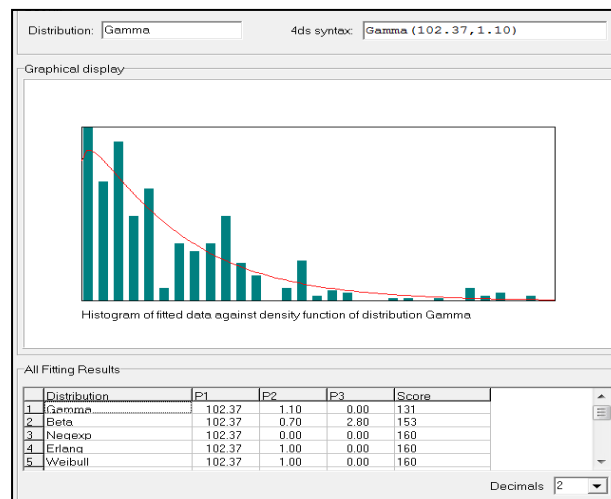 Distribution: Gamma 4ds syntax: Gamma(102.37,1.10)
Graphical display
Histogram of fitted data against density function of distribution Gamma
All Fitting Results
Distribution P1 P2 P3 Score
1 Gamma 102.37 1.10 0.00 131
2 Beta 102.37 0.70 2.80 153
3 Negexp 102.37 0.00 0.00 160
4 Erlang 102.37 1.00 0.00 160
5 Weibull 102.37 1.00 0.00 160
Decimals 2